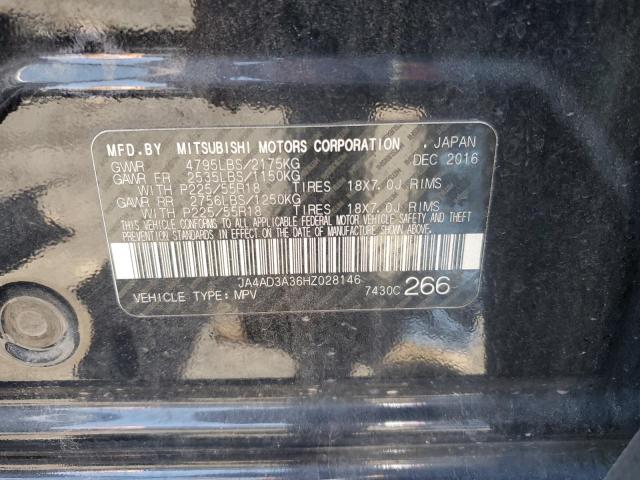 MFD.BY MITSUBISHI MOTORS CORPORATION , JAPAN
GVWR 4795LBS/2175KG DEC 2016
GAWR FR 2535LBS/1150KG
WITH P225/55R18 TIRES 18X7.0J RIMS
GAWR RR 2756LBS/1250KG
WITH P225/55R18 TIRES 18X7.0J RIMS
THIS VEHICLE CONFORMS TO ALL APPLICABLE FEDERAL MOTOR VEHICLE SAFETY AND THEFT
PREVENTION STANDARDS IN EFFECT ON THE DATE OF MANUFACTURE SHOWN ABOVE.
JA4AD3A36HZ028146
VEHICLE TYPE: MPV 7430C 266